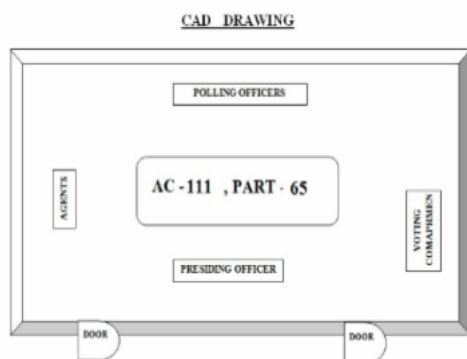 CAD DRAWING
POLLING OFFICERS
AGENTS
AC -111 , PART - 65
VOTING
COMAPRMEN
PRESIDING OFFICER
DOOR
DOOR